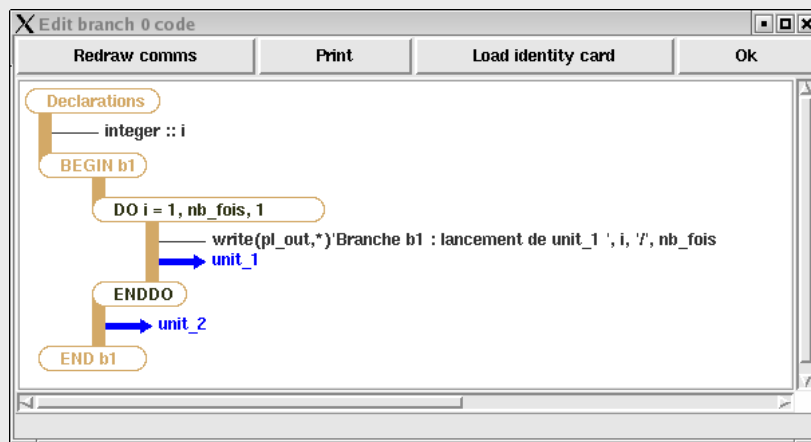 Edit branch 0 code
Redraw comms Print Load identity card Ok
Declarations
integer :: i
BEGIN b1
DO i = 1, nb_fois, 1
write(pl_out,*)'Branche b1 : lancement de unit_1 ', i, '/', nb_fois
unit_1
ENDDO
unit_2
END b1